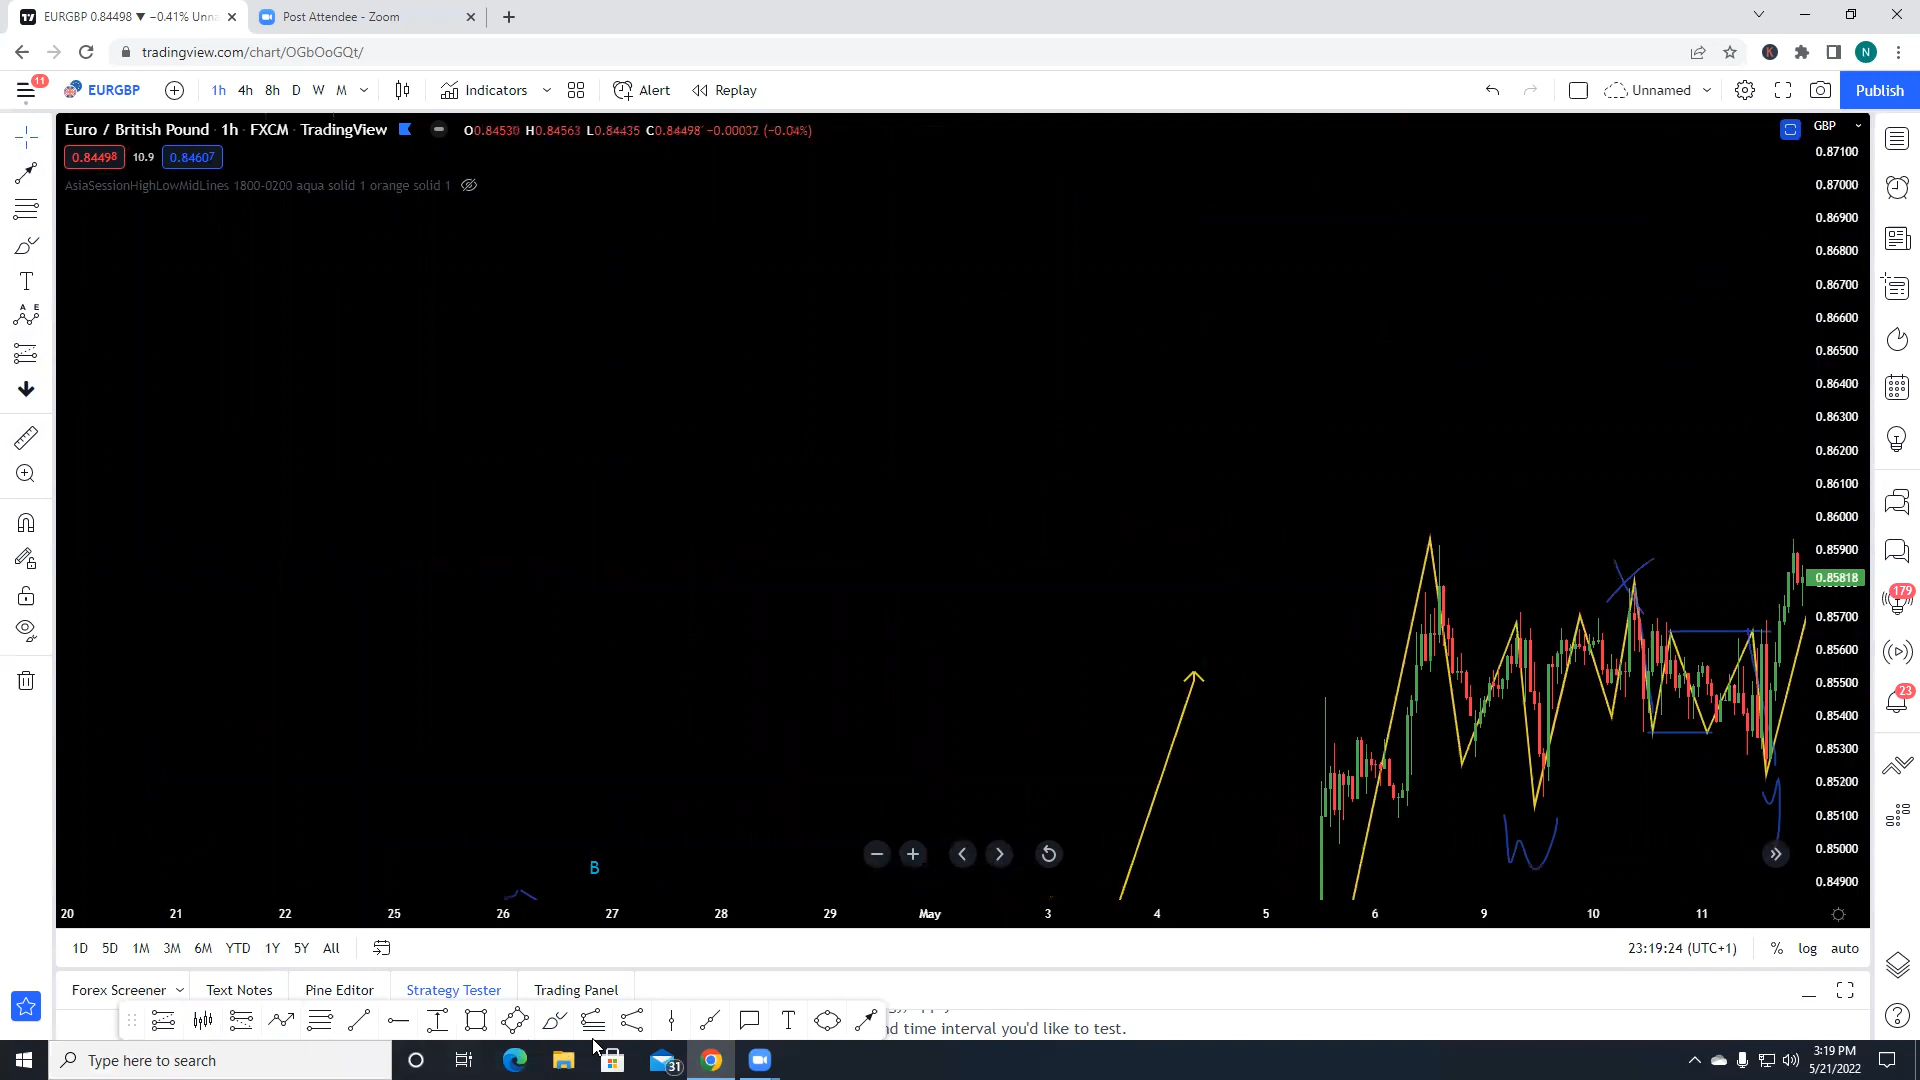 EURGBP 0.84498 ▼ −0.41% Unna
Post Attendee - Zoom
tradingview.com/chart/OGbOoGQt/
K
N
11
EURGBP
1h 4h 8h D W M
Indicators
Alert
Replay
Unnamed
Publish
Euro / British Pound · 1h · FXCM · TradingView
O0.84530 H0.84563 L0.84435 C0.84498 −0.00032 (−0.04%)
GBP
0.84498 10.9 0.84607
AsiaSessionHighLowMidLines 1800-0200 aqua solid 1 orange solid 1
0.87100
0.87000
0.86900
0.86800
0.86700
0.86600
0.86500
0.86400
0.86300
0.86200
0.86100
0.86000
0.85900
0.85818
0.85700
0.85600
0.85500
0.85400
0.85300
0.85200
0.85100
0.85000
0.84900
179
23
W
B
20 21 22 25 26 27 28 29 May 3 4 5 6 9 10 11
1D 5D 1M 3M 6M YTD 1Y 5Y All
23:19:24 (UTC+1) % log auto
Forex Screener Text Notes Pine Editor Strategy Tester Trading Panel
nd time interval you'd like to test.
Type here to search
31
3:19 PM
5/21/2022